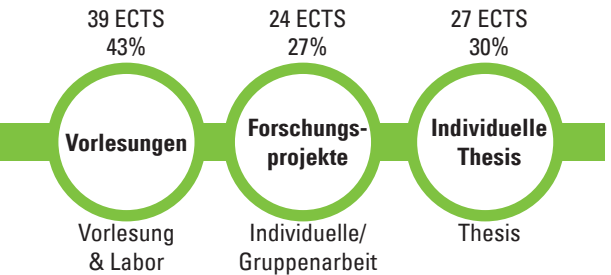 39 ECTS
43%
24 ECTS
27%
27 ECTS
30%
Vorlesungen
Forschungs-
projekte
Individuelle
Thesis
Vorlesung
& Labor
Individuelle/
Gruppenarbeit
Thesis